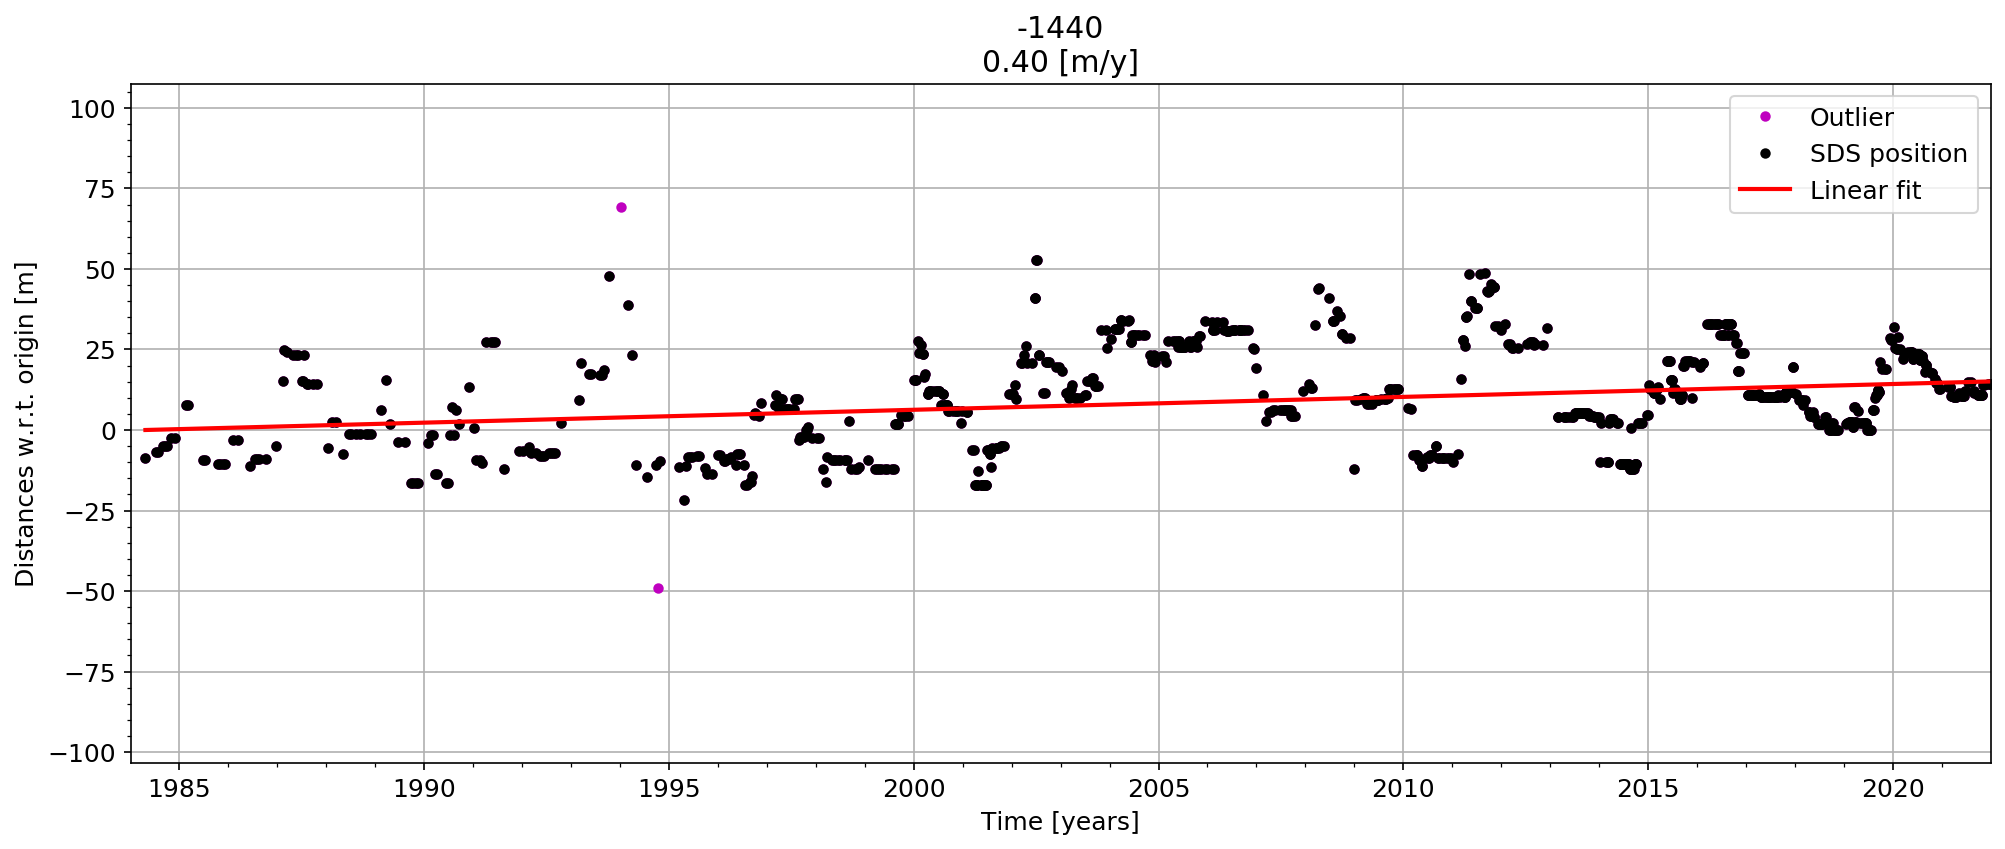 -1440
0.40 [m/y]
100
75
50
25
0
−25
−50
−75
−100
Distances w.r.t. origin [m]
Outlier
SDS position
Linear fit
1985 1990 1995 2000 2005 2010 2015 2020
Time [years]